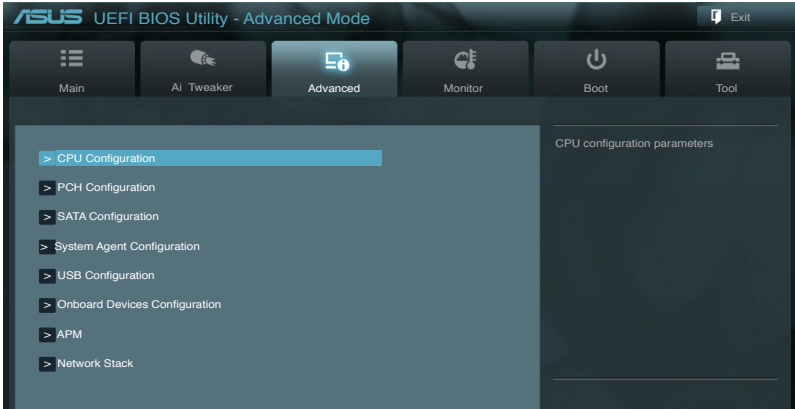 ASUS UEFI BIOS Utility - Advanced Mode
Exit
Main
Ai Tweaker
Advanced
Monitor
Boot
Tool
> CPU Configuration
> PCH Configuration
> SATA Configuration
> System Agent Configuration
> USB Configuration
> Onboard Devices Configuration
> APM
> Network Stack
CPU configuration parameters